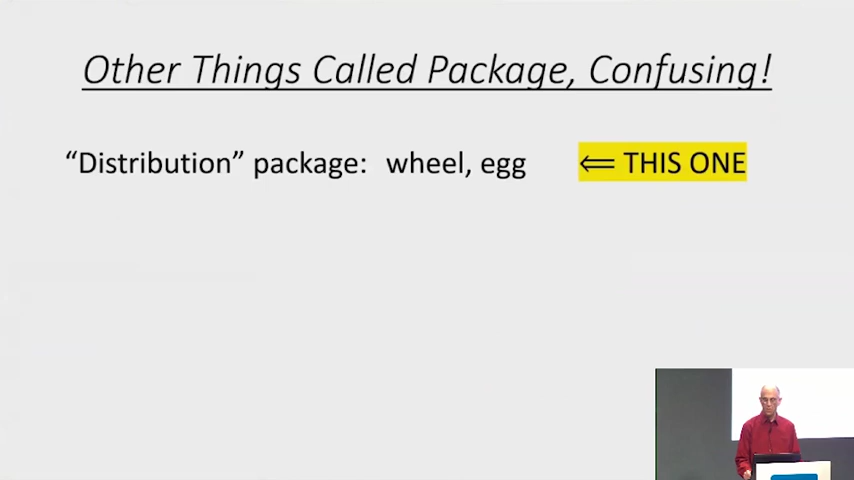 Other Things Called Package, Confusing!
“Distribution” package: wheel, egg ⟸ THIS ONE